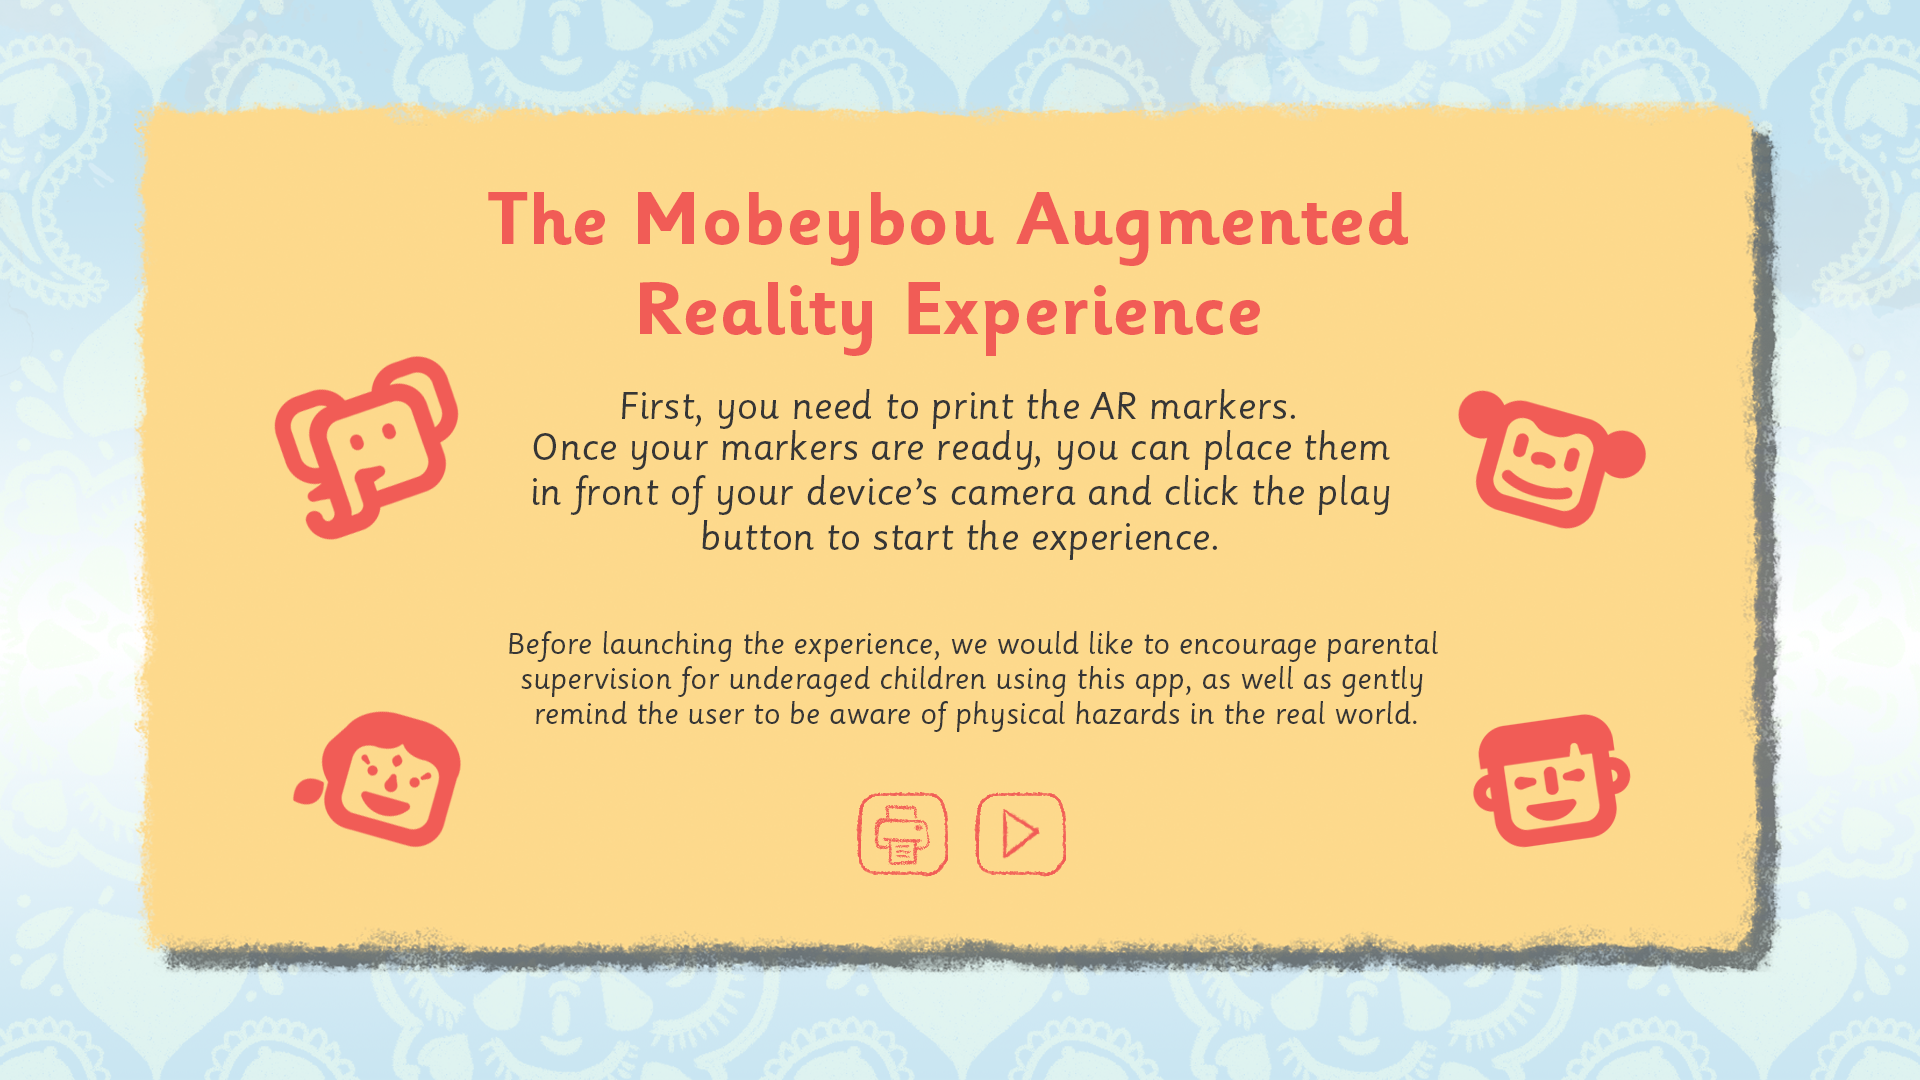 The Mobeybou Augmented
Reality Experience
First, you need to print the AR markers.
Once your markers are ready, you can place them
in front of your device’s camera and click the play
button to start the experience.
Before launching the experience, we would like to encourage parental
supervision for underaged children using this app, as well as gently
remind the user to be aware of physical hazards in the real world.